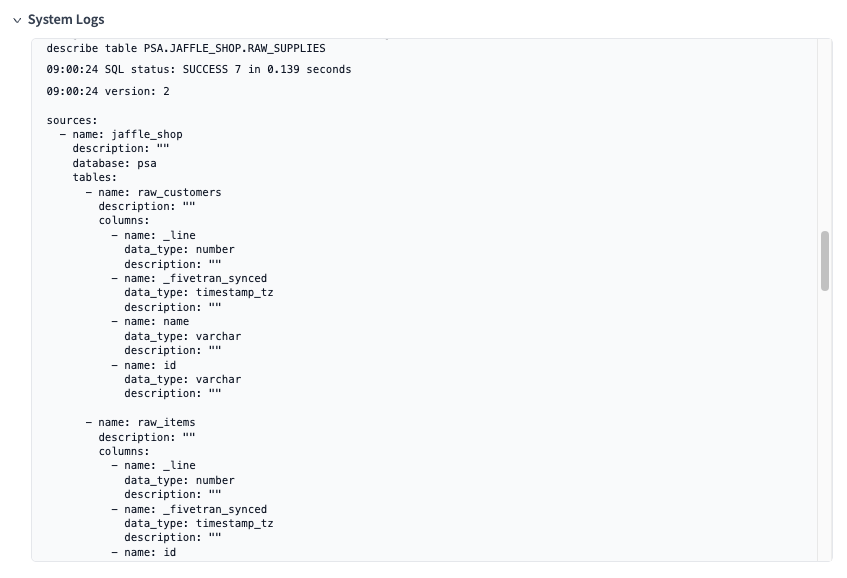 System Logs
describe table PSA.JAFFLE_SHOP.RAW_SUPPLIES
09:00:24 SQL status: SUCCESS 7 in 0.139 seconds
09:00:24 version: 2
sources:
  - name: jaffle_shop
    description: ""
    database: psa
    tables:
      - name: raw_customers
        description: ""
        columns:
          - name: _line
            data_type: number
            description: ""
          - name: _fivetran_synced
            data_type: timestamp_tz
            description: ""
          - name: name
            data_type: varchar
            description: ""
          - name: id
            data_type: varchar
            description: ""
      - name: raw_items
        description: ""
        columns:
          - name: _line
            data_type: number
            description: ""
          - name: _fivetran_synced
            data_type: timestamp_tz
            description: ""
          - name: id